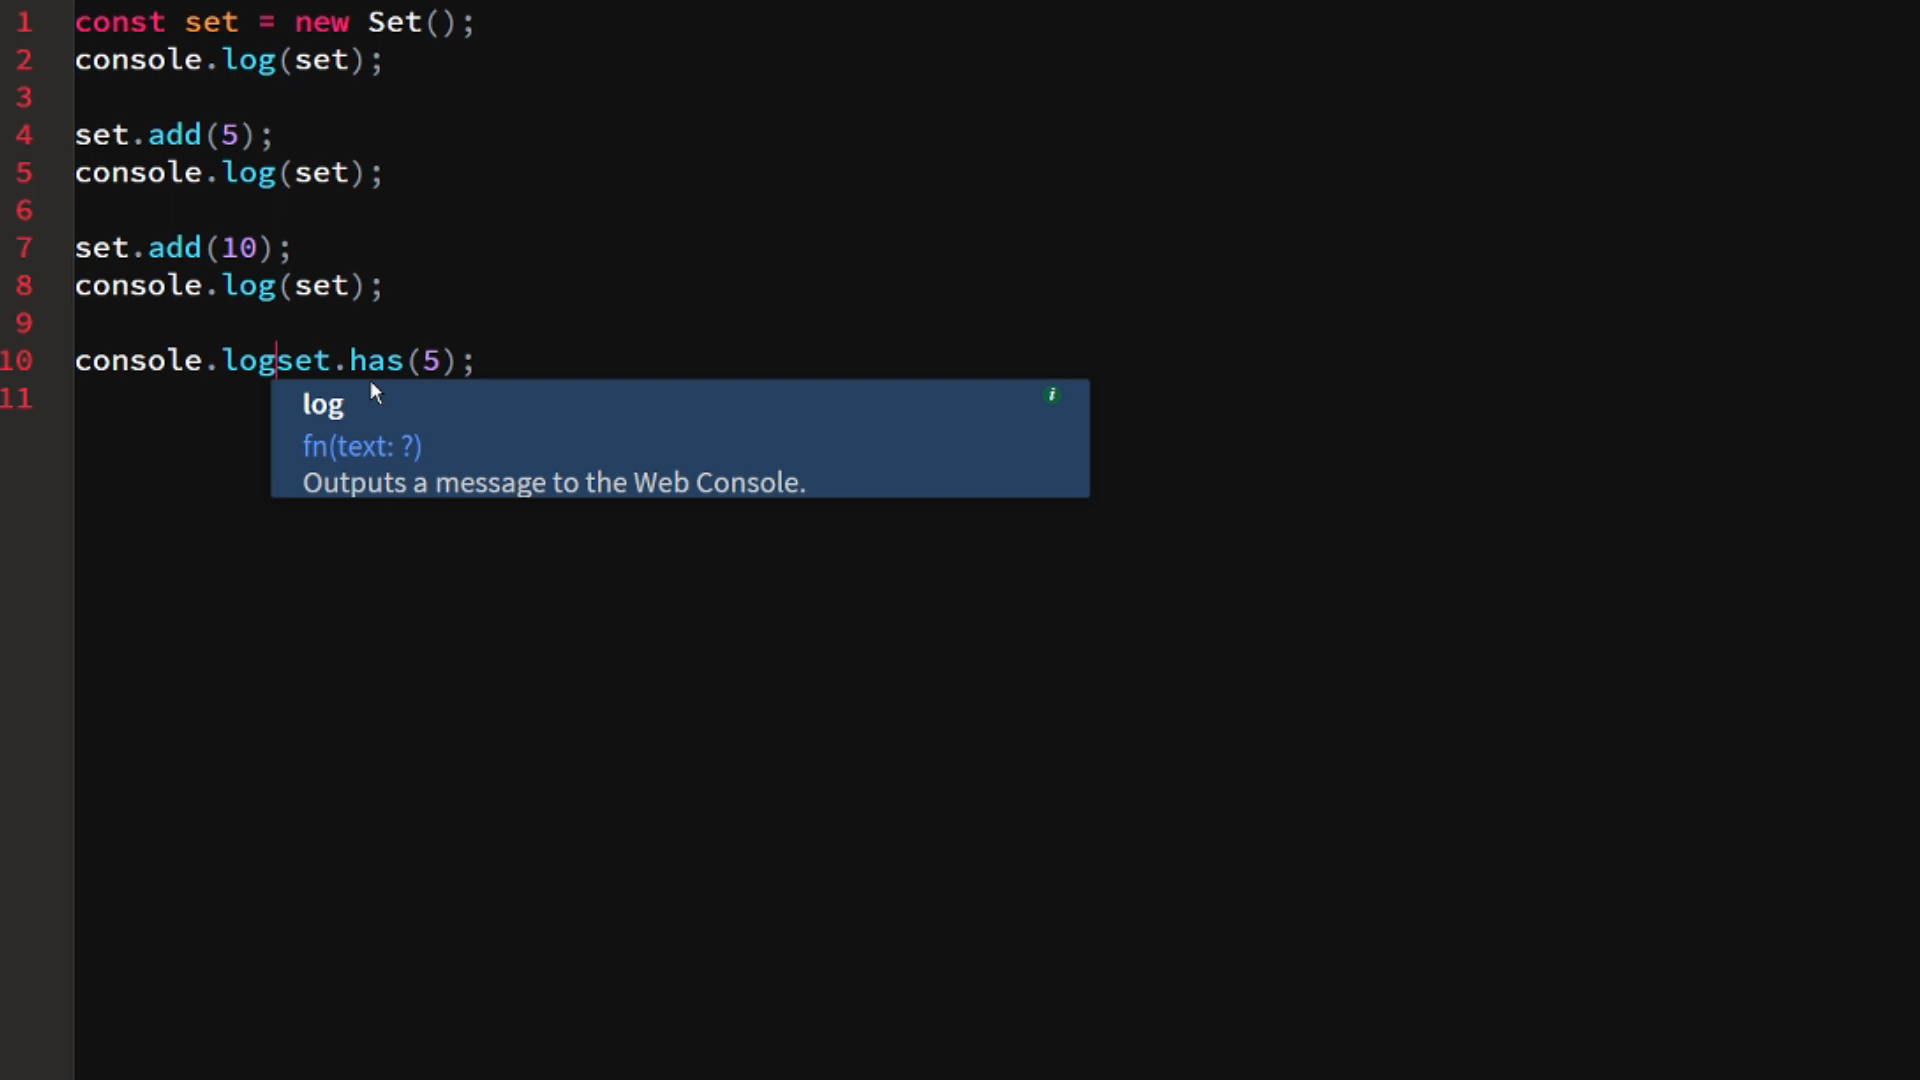 1 const set = new Set();
2 console.log(set);
3
4 set.add(5);
5 console.log(set);
6
7 set.add(10);
8 console.log(set);
9
10 console.logset.has(5);
11
log
i
fn(text: ?)
Outputs a message to the Web Console.